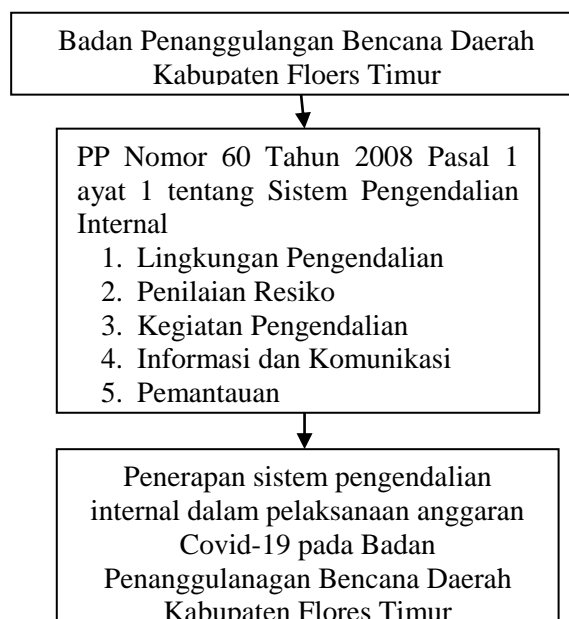 Badan Penanggulangan Bencana Daerah
Kabupaten Floers Timur
PP Nomor 60 Tahun 2008 Pasal 1
ayat 1 tentang Sistem Pengendalian
Internal
1. Lingkungan Pengendalian
2. Penilaian Resiko
3. Kegiatan Pengendalian
4. Informasi dan Komunikasi
5. Pemantauan
Penerapan sistem pengendalian
internal dalam pelaksanaan anggaran
Covid-19 pada Badan
Penanggulanagan Bencana Daerah
Kabupaten Flores Timur